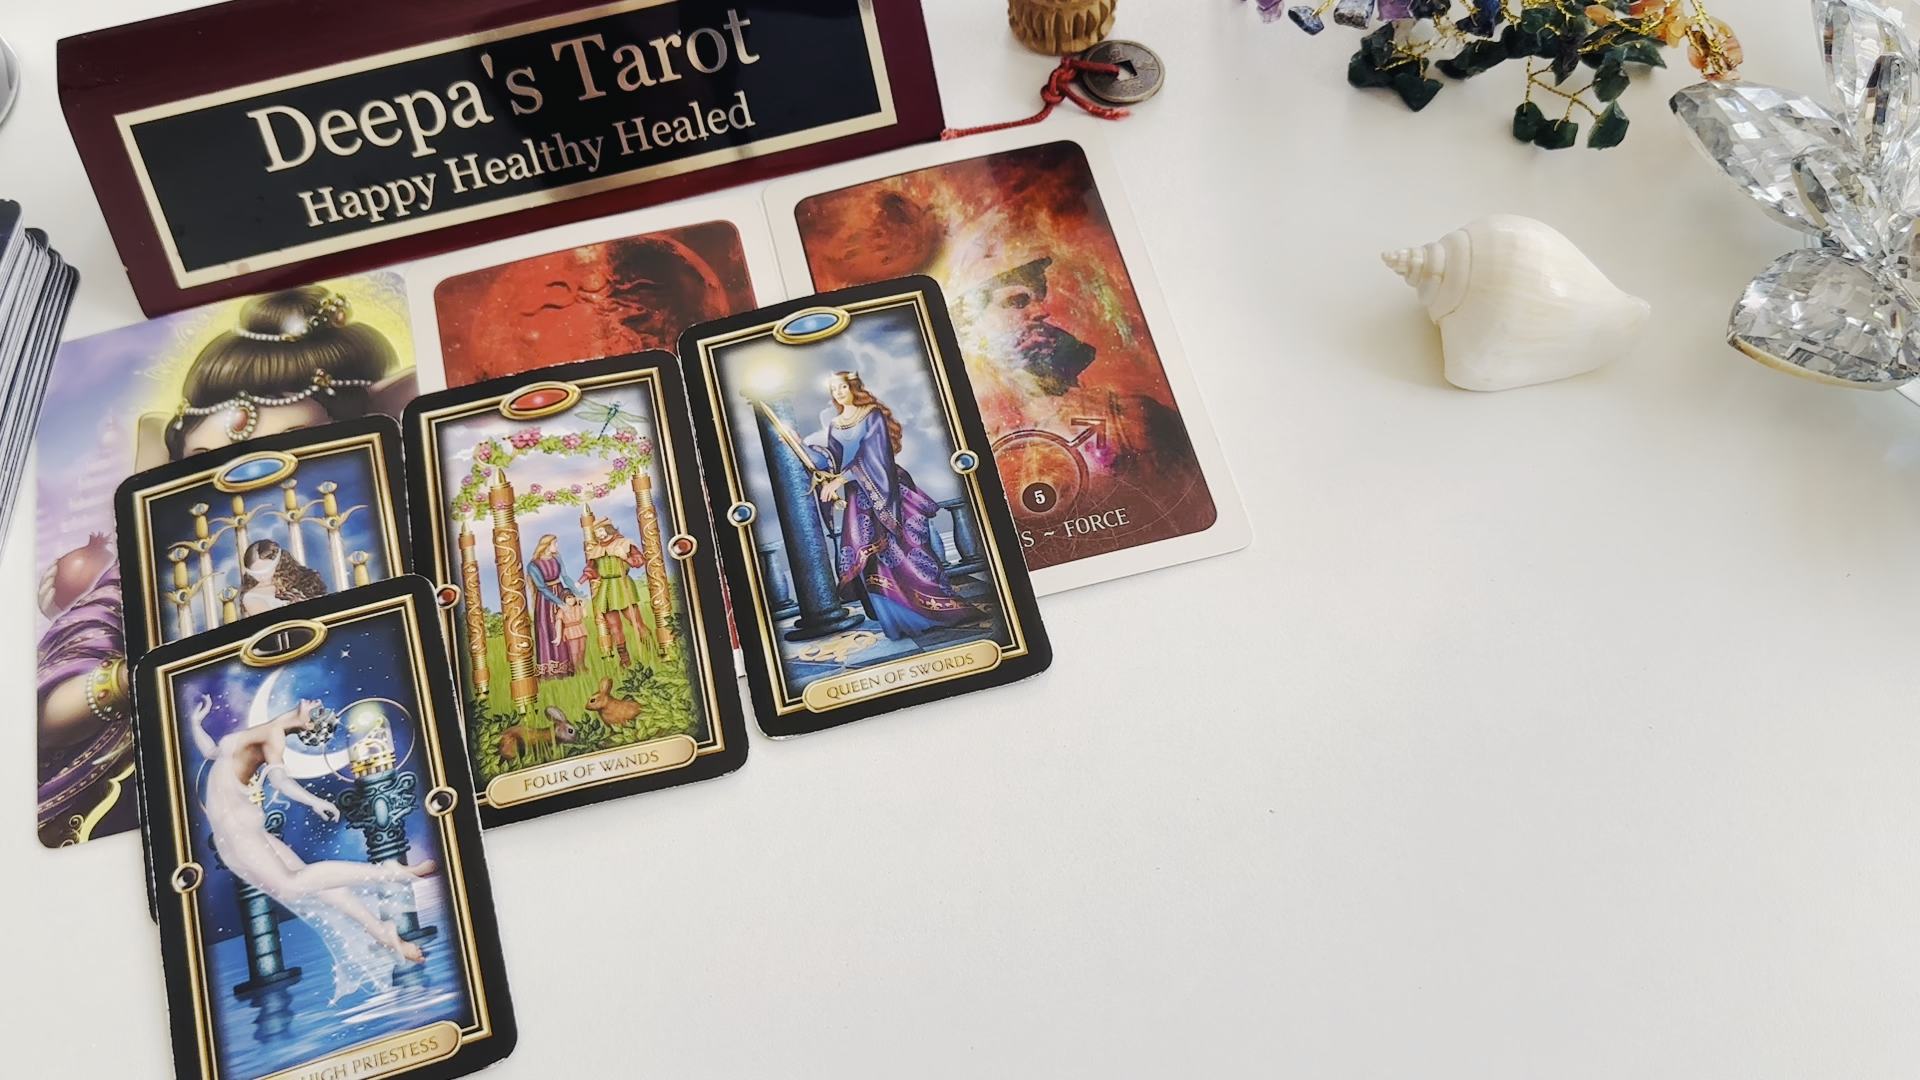 Deepa's Tarot
Happy Healthy Healed
5
S ~ FORCE
QUEEN OF SWORDS
FOUR OF WANDS
HIGH PRIESTESS